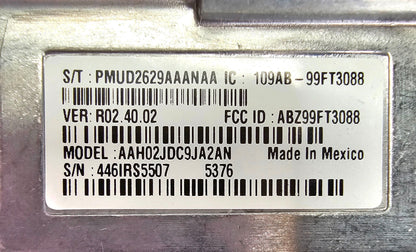 S/T : PMUD2629AAANAA IC : 109AB-99FT3088
VER: R02.40.02 FCC ID : ABZ99FT3088
MODEL : AAH02JDC9JA2AN Made In Mexico
S/N : 446IRS5507 5376